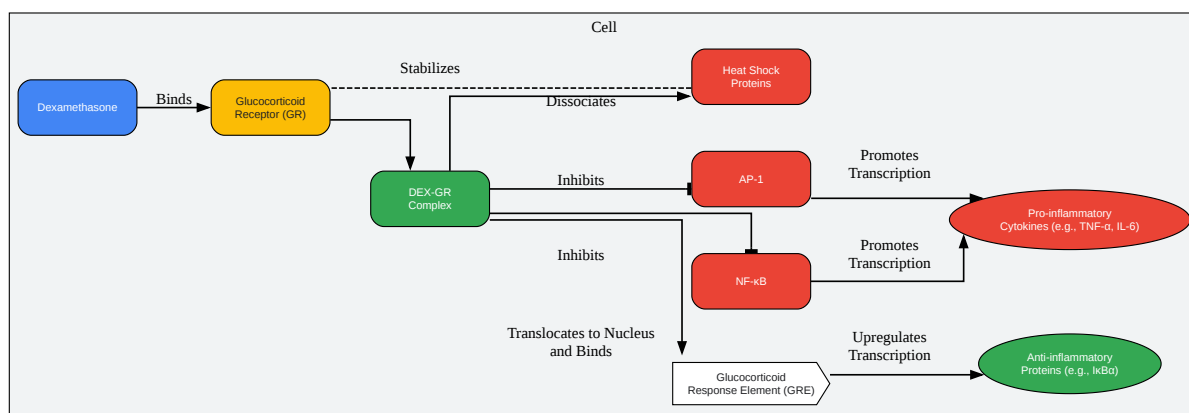 Cell
Stabilizes
Heat Shock
Proteins
Dexamethasone
Binds
Glucocorticoid
Receptor (GR)
Dissociates
DEX-GR
Complex
Inhibits
AP-1
Promotes
Transcription
Pro-inflammatory
Cytokines (e.g., TNF-α, IL-6)
Inhibits
NF-κB
Promotes
Transcription
Translocates to Nucleus
and Binds
Glucocorticoid
Response Element (GRE)
Upregulates
Transcription
Anti-inflammatory
Proteins (e.g., IκBα)